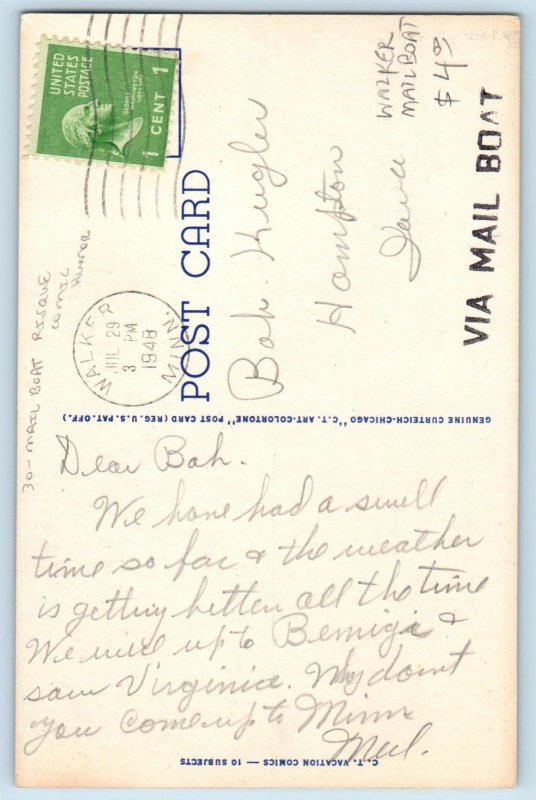 UNITED
STATES
POSTAGE
GEORGE
WASHINGTON
1 CENT 1
WALKER
MAILBOAT
$4.00
VIA MAIL BOAT
POST CARD
WALKER
JUL 29
3 PM
1948
MINN.
30-MAIL BOAT RISQUE
COMIC
HUMOR
Bob Kugler
Hampton
Iowa
GENUINE CURTEICH-CHICAGO "C.T. ART-COLORTONE" POST CARD (REG. U.S. PAT. OFF.)
Dear Bob.
We have had a swell
time so far & the weather
is getting better all the time
We were up to Bemigi &
saw Virginia. Why dont
you come up to Minn
C. T. VACATION COMICS — 10 SUBJECTS